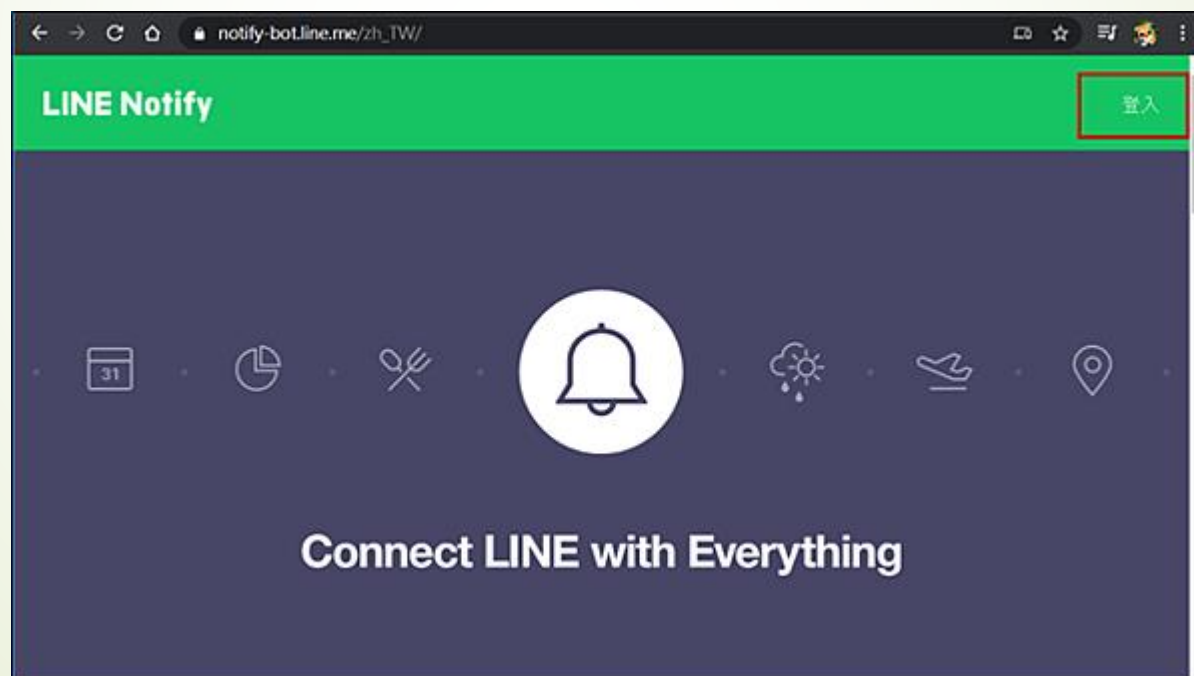 notify-bot.line.me/zh_TW/
LINE Notify
登入
31
Connect LINE with Everything